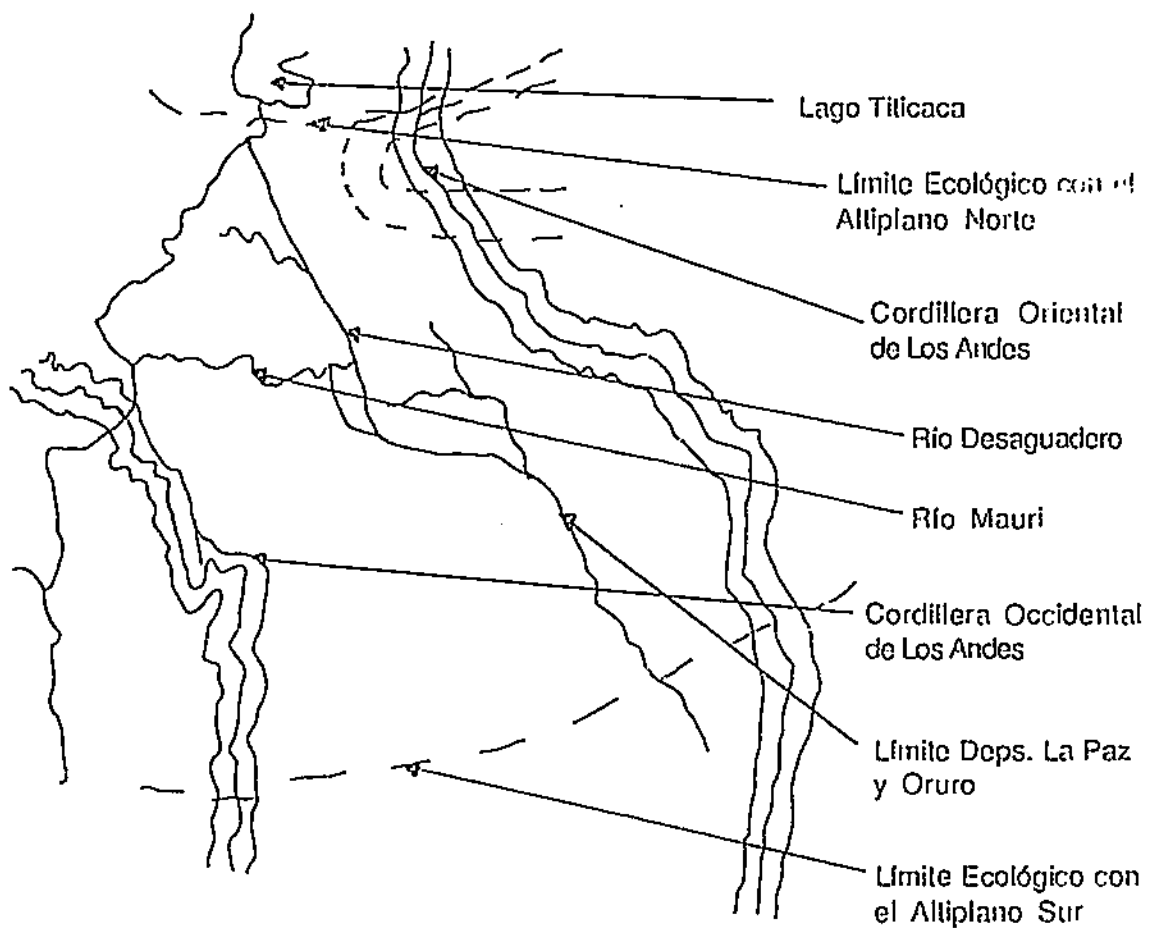 Lago Tilicaca
Límite Ecológico con el
Altiplano Norte
Cordillera Oriental
de Los Andes
Río Desaguadero
Río Mauri
Cordillera Occidental
de Los Andes
Límite Deps. La Paz
y Oruro
Límite Ecológico con
el Altiplano Sur